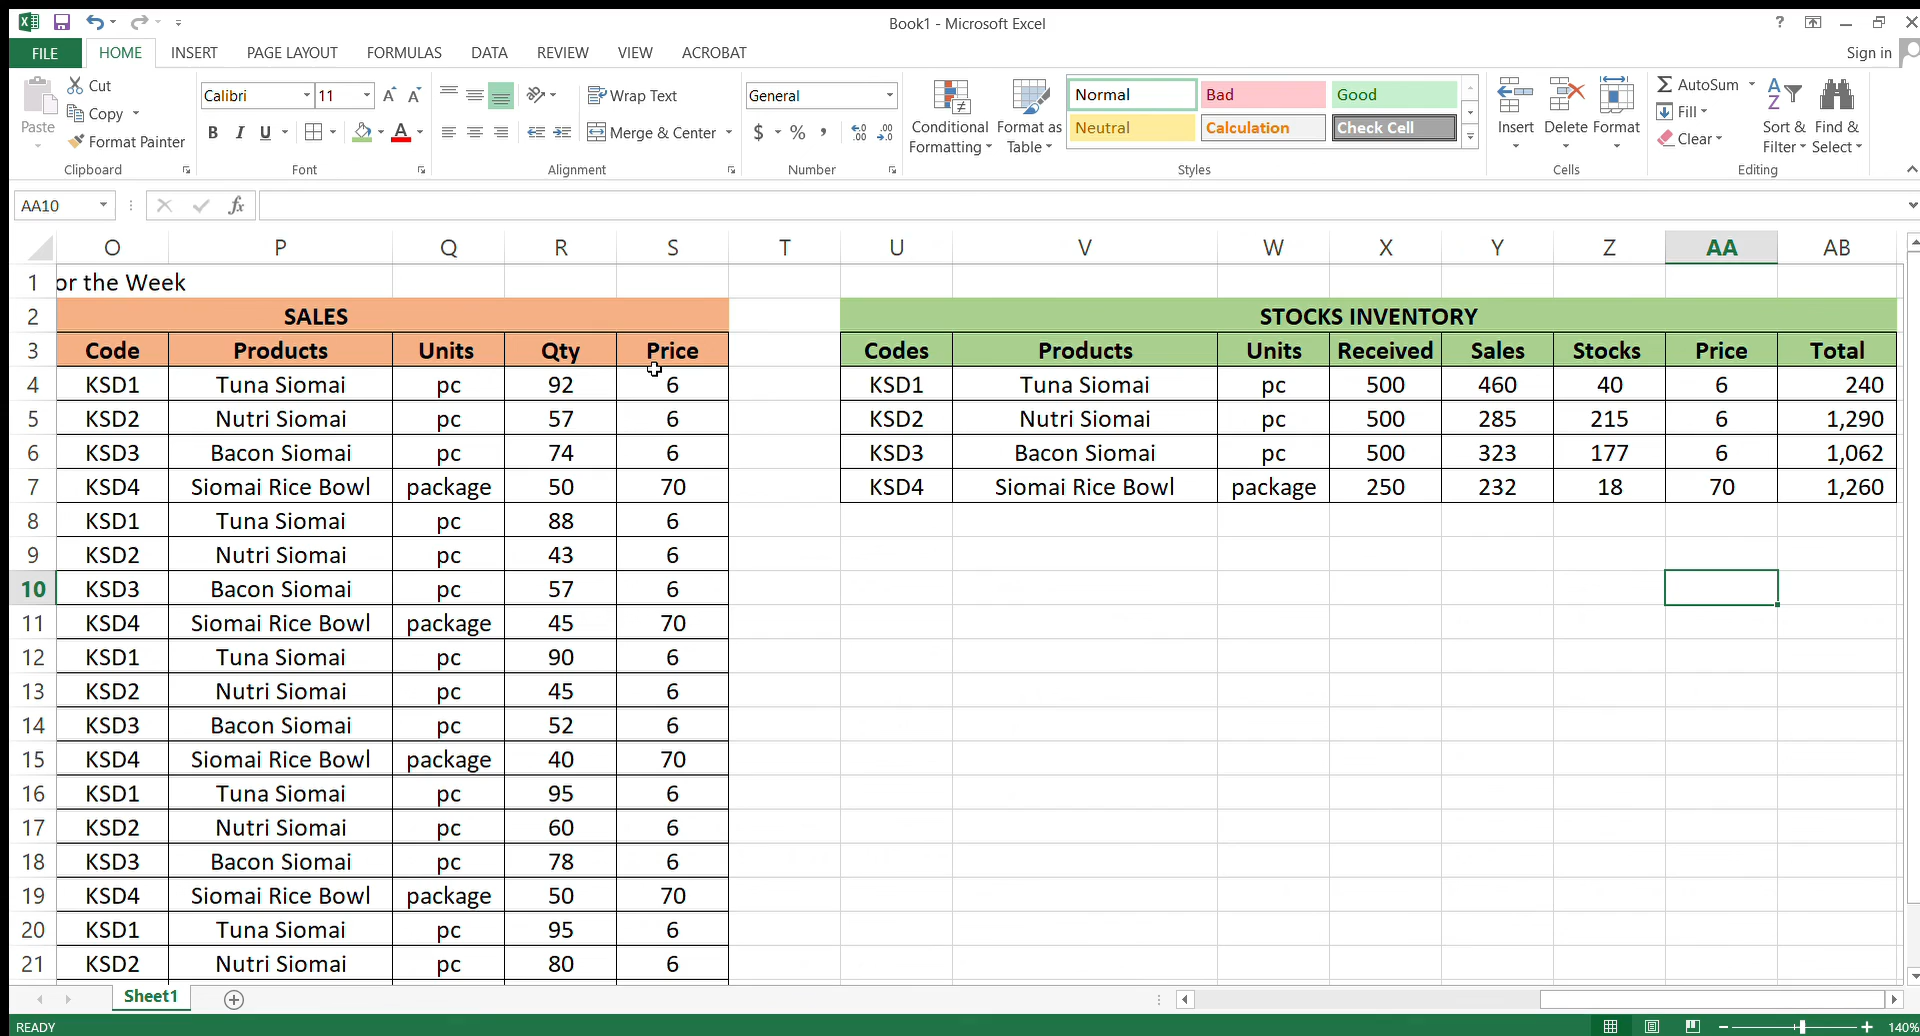 Book1 - Microsoft Excel
?
FILE HOME INSERT PAGE LAYOUT FORMULAS DATA REVIEW VIEW ACROBAT Sign in
Paste Cut Copy Format Painter Clipboard
Calibri 11 A A B I U A Font
Wrap Text Merge & Center Alignment
General $ % , Number
Conditional Formatting Format as Table Normal Bad Good Neutral Calculation Check Cell Styles
Insert Delete Format Cells
AutoSum Fill Clear Sort & Filter Find & Select Editing
AA10 fx
O P Q R S T U V W X Y Z AA AB
1 or the Week
2 SALES STOCKS INVENTORY
3 Code Products Units Qty Price Codes Products Units Received Sales Stocks Price Total
4 KSD1 Tuna Siomai pc 92 6 KSD1 Tuna Siomai pc 500 460 40 6 240
5 KSD2 Nutri Siomai pc 57 6 KSD2 Nutri Siomai pc 500 285 215 6 1,290
6 KSD3 Bacon Siomai pc 74 6 KSD3 Bacon Siomai pc 500 323 177 6 1,062
7 KSD4 Siomai Rice Bowl package 50 70 KSD4 Siomai Rice Bowl package 250 232 18 70 1,260
8 KSD1 Tuna Siomai pc 88 6
9 KSD2 Nutri Siomai pc 43 6
10 KSD3 Bacon Siomai pc 57 6
11 KSD4 Siomai Rice Bowl package 45 70
12 KSD1 Tuna Siomai pc 90 6
13 KSD2 Nutri Siomai pc 45 6
14 KSD3 Bacon Siomai pc 52 6
15 KSD4 Siomai Rice Bowl package 40 70
16 KSD1 Tuna Siomai pc 95 6
17 KSD2 Nutri Siomai pc 60 6
18 KSD3 Bacon Siomai pc 78 6
19 KSD4 Siomai Rice Bowl package 50 70
20 KSD1 Tuna Siomai pc 95 6
21 KSD2 Nutri Siomai pc 80 6
Sheet1
READY 140%